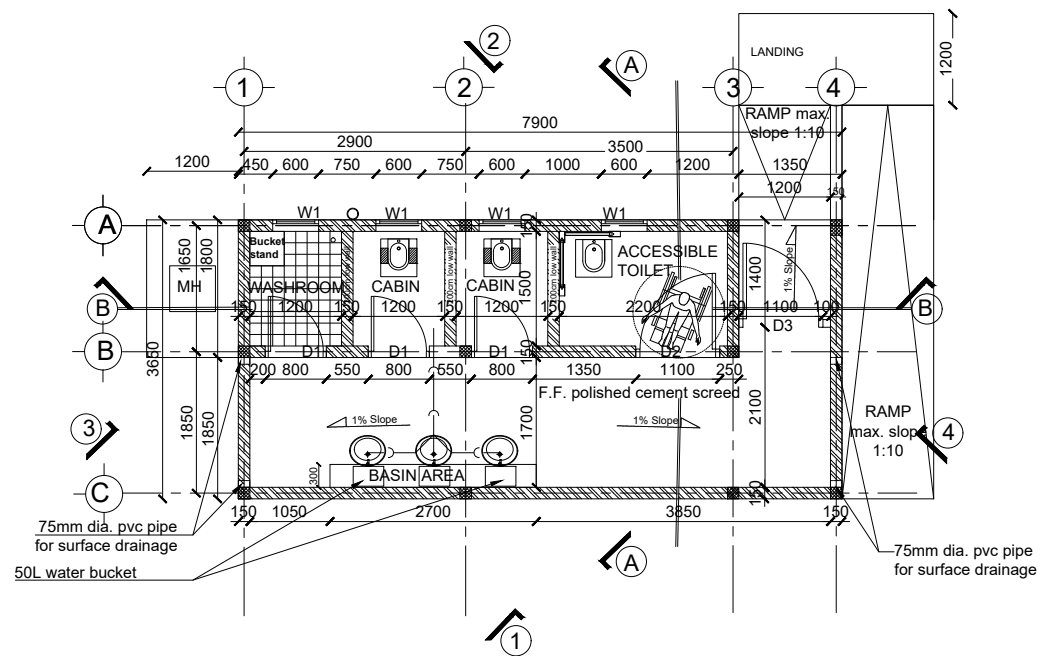 2
A
1
2
3
4
LANDING
1200
RAMP max.
slope 1:10
7900
2900
3500
1200
450
600
750
600
750
600
1000
600
1200
1350
1200
150
W1
W1
W1
W1
A
150
Bucket
stand
ACCESSIBLE
TOILET
1650
1800
MH
WASHROOM
CABIN
CABIN
1500
1400
1% Slope
B
B
150
1200
150
1200
150
1200
150
2200
150
1100
100
D3
B
D1
D1
D1
D2
150
3650
200
800
550
800
650
800
1350
1100
250
F.F. polished cement screed
1850
1850
1% Slope
1700
1% Slope
2100
RAMP
max. slope
1:10
3
4
300
BASIN AREA
C
150
150
1050
2700
3850
150
75mm dia. pvc pipe
for surface drainage
50L water bucket
75mm dia. pvc pipe
for surface drainage
A
1